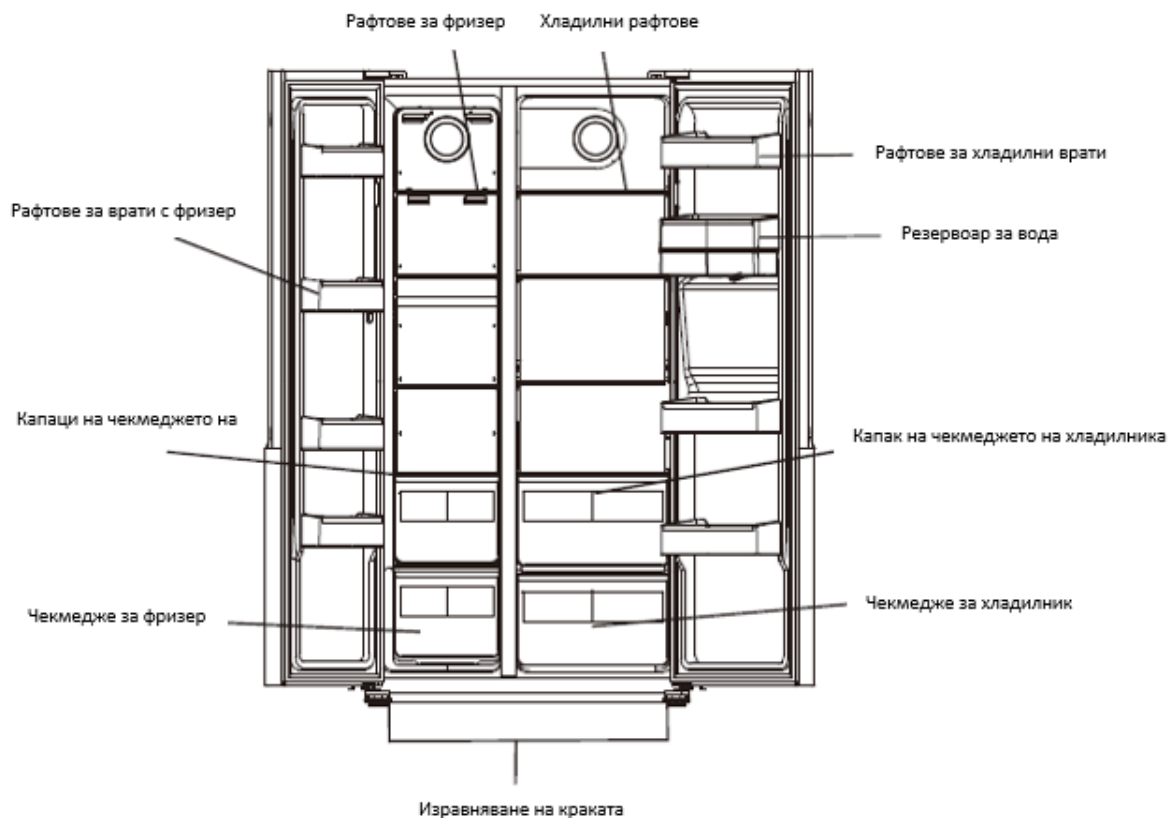 Рафтове за фризер
Хладилни рафтове
Рафтове за хладилни врати
Рафтове за врати с фризер
Резервоар за вода
Капаци на чекмеджето на
Капак на чекмеджето на хладилника
Чекмедже за хладилник
Чекмедже за фризер
Изравняване на краката